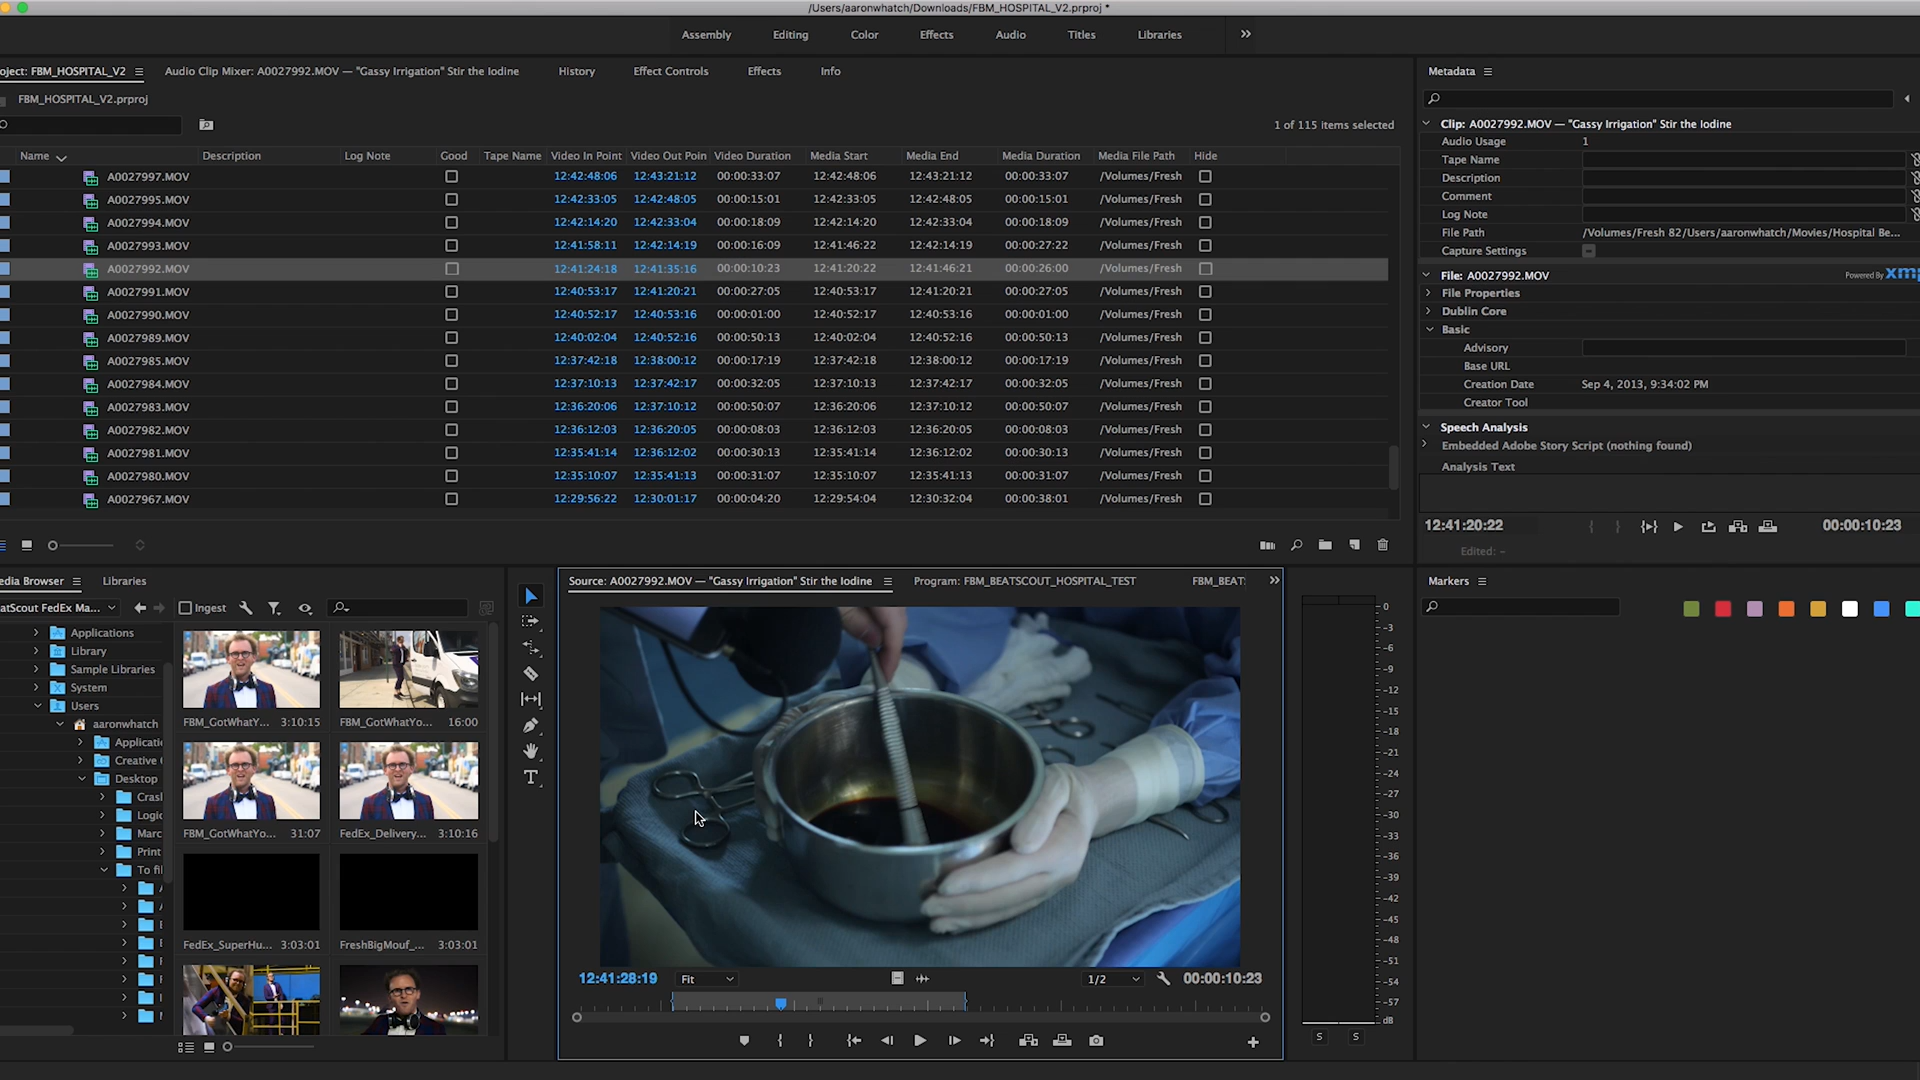 /Users/aaronwhatch/Downloads/FBM_HOSPITAL_V2.prproj *
Assembly Editing Color Effects Audio Titles Libraries
oject: FBM_HOSPITAL_V2 Audio Clip Mixer: A0027992.MOV — "Gassy Irrigation" Stir the Iodine History Effect Controls Effects Info
FBM_HOSPITAL_V2.prproj
1 of 115 items selected
Name Description Log Note Good Tape Name Video In Point Video Out Poin Video Duration Media Start Media End Media Duration Media File Path Hide
A0027997.MOV 12:42:48:06 12:43:21:12 00:00:33:07 12:42:48:06 12:43:21:12 00:00:33:07 /Volumes/Fresh
A0027995.MOV 12:42:33:05 12:42:48:05 00:00:15:01 12:42:33:05 12:42:48:05 00:00:15:01 /Volumes/Fresh
A0027994.MOV 12:42:14:20 12:42:33:04 00:00:18:09 12:42:14:20 12:42:33:04 00:00:18:09 /Volumes/Fresh
A0027993.MOV 12:41:58:11 12:42:14:19 00:00:16:09 12:41:46:22 12:42:14:19 00:00:27:22 /Volumes/Fresh
A0027992.MOV 12:41:24:18 12:41:35:16 00:00:10:23 12:41:20:22 12:41:46:21 00:00:26:00 /Volumes/Fresh
A0027991.MOV 12:40:53:17 12:41:20:21 00:00:27:05 12:40:53:17 12:41:20:21 00:00:27:05 /Volumes/Fresh
A0027990.MOV 12:40:52:17 12:40:53:16 00:00:01:00 12:40:52:17 12:40:53:16 00:00:01:00 /Volumes/Fresh
A0027989.MOV 12:40:02:04 12:40:52:16 00:00:50:13 12:40:02:04 12:40:52:16 00:00:50:13 /Volumes/Fresh
A0027985.MOV 12:37:42:18 12:38:00:12 00:00:17:19 12:37:42:18 12:38:00:12 00:00:17:19 /Volumes/Fresh
A0027984.MOV 12:37:10:13 12:37:42:17 00:00:32:05 12:37:10:13 12:37:42:17 00:00:32:05 /Volumes/Fresh
A0027983.MOV 12:36:20:06 12:37:10:12 00:00:50:07 12:36:20:06 12:37:10:12 00:00:50:07 /Volumes/Fresh
A0027982.MOV 12:36:12:03 12:36:20:05 00:00:08:03 12:36:12:03 12:36:20:05 00:00:08:03 /Volumes/Fresh
A0027981.MOV 12:35:41:14 12:36:12:02 00:00:30:13 12:35:41:14 12:36:12:02 00:00:30:13 /Volumes/Fresh
A0027980.MOV 12:35:10:07 12:35:41:13 00:00:31:07 12:35:10:07 12:35:41:13 00:00:31:07 /Volumes/Fresh
A0027967.MOV 12:29:56:22 12:30:01:17 00:00:04:20 12:29:54:04 12:30:32:04 00:00:38:01 /Volumes/Fresh
Metadata
Clip: A0027992.MOV — "Gassy Irrigation" Stir the Iodine
Audio Usage 1
Tape Name
Description
Comment
Log Note
File Path /Volumes/Fresh 82/Users/aaronwhatch/Movies/Hospital Be...
Capture Settings
File: A0027992.MOV Powered By xmp
File Properties
Dublin Core
Basic
Advisory
Base URL
Creation Date Sep 4, 2013, 9:34:02 PM
Creator Tool
Speech Analysis
Embedded Adobe Story Script (nothing found)
Analysis Text
12:41:20:22 00:00:10:23
Edited: –
edia Browser Libraries
atScout FedEx Ma... Ingest
Applications
Library
Sample Libraries
System
Users
aaronwhatch
Applicati
Creative
Desktop
Crash
Logic
Marc
Print
To fil
FBM_GotWhatY... 3:10:15 FBM_GotWhatYo... 16:00
FBM_GotWhatYo... 31:07 FedEx_Delivery... 3:10:16
FedEx_SuperHu... 3:03:01 FreshBigMouf_... 3:03:01
Source: A0027992.MOV — "Gassy Irrigation" Stir the Iodine Program: FBM_BEATSCOUT_HOSPITAL_TEST FBM_BEAT
12:41:28:19 Fit 1/2 00:00:10:23
0
-3
-6
-9
-12
-15
-18
-21
-24
-27
-30
-33
-36
-39
-42
-45
-48
-51
-54
-57
dB
S S
Markers